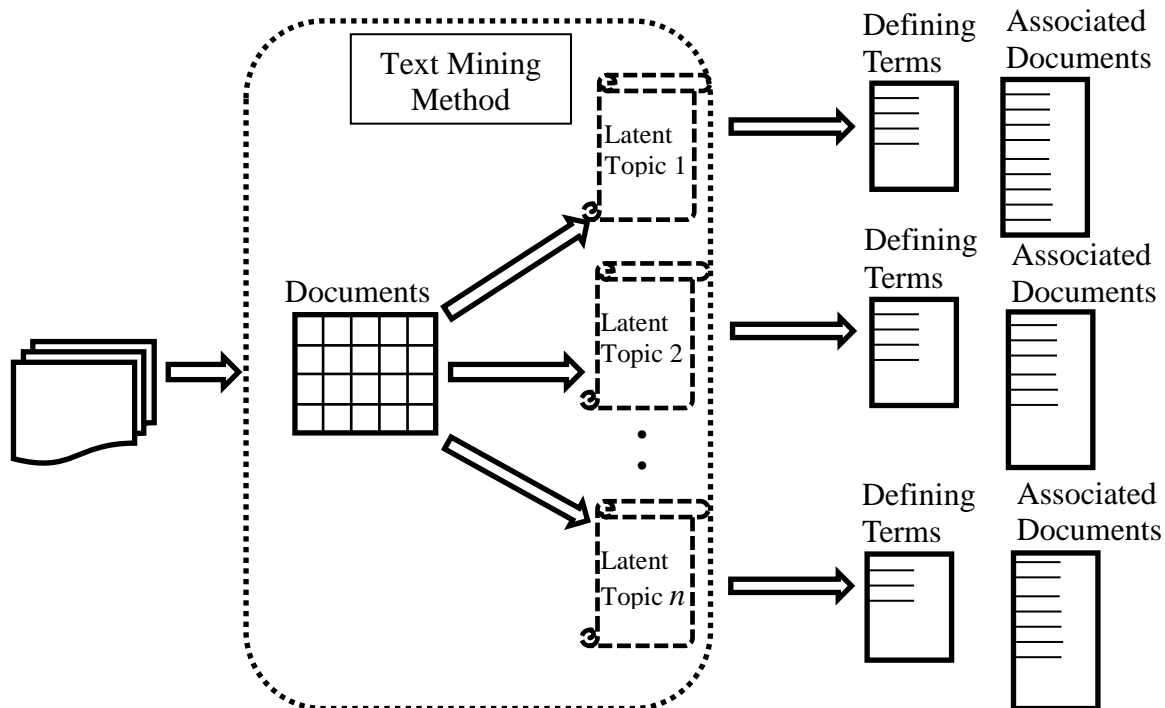 Text Mining
Method
Documents
Latent
Topic 1
Latent
Topic 2
Latent
Topic n
Defining
Terms
Associated
Documents
Defining
Terms
Associated
Documents
Defining
Terms
Associated
Documents